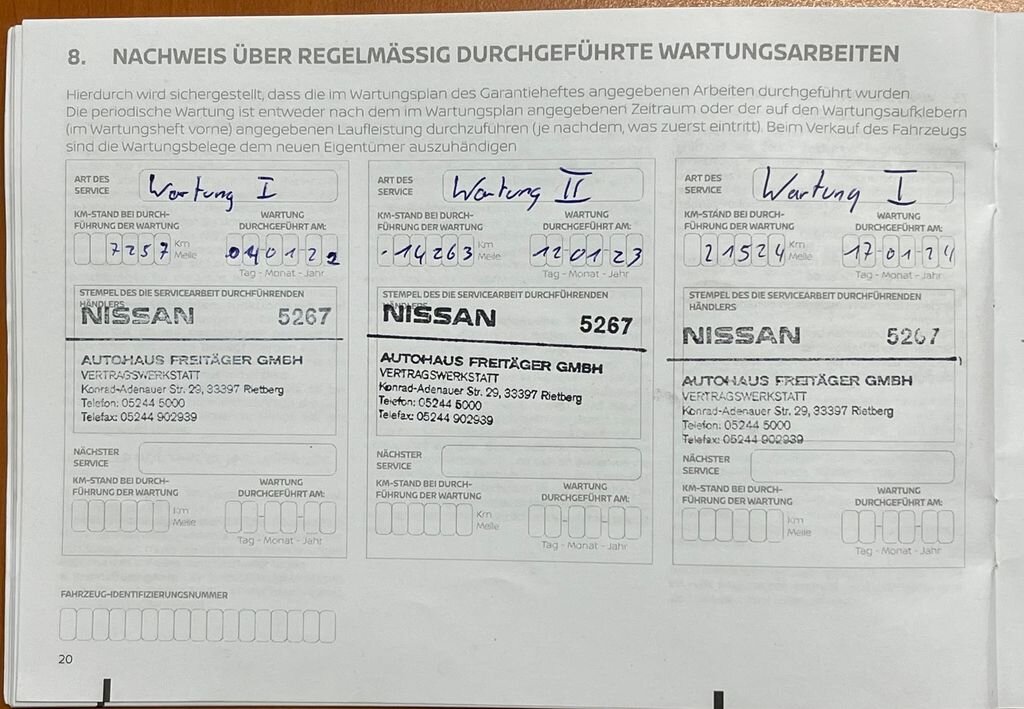 8. NACHWEIS ÜBER REGELMÄSSIG DURCHGEFÜHRTE WARTUNGSARBEITEN
Hierdurch wird sichergestellt, dass die im Wartungsplan des Garantieheftes angegebenen Arbeiten durchgeführt wurden.
Die periodische Wartung ist entweder nach dem im Wartungsplan angegebenen Zeitraum oder der auf den Wartungsaufklebern
(im Wartungsheft vorne) angegebenen Laufleistung durchzuführen (je nachdem, was zuerst eintritt). Beim Verkauf des Fahrzeugs
sind die Wartungsbelege dem neuen Eigentümer auszuhändigen
ART DES
SERVICE
Wartung I
KM-STAND BEI DURCH-
FÜHRUNG DER WARTUNG
WARTUNG
DURCHGEFÜHRT AM:
7257
Km
Meile
04-01-22
Tag - Monat - Jahr
STEMPEL DES DIE SERVICEARBEIT DURCHFÜHRENDEN
HÄNDLERS
NISSAN 5267
AUTOHAUS FREITÄGER GMBH
VERTRAGSWERKSTATT
Konrad-Adenauer Str. 29, 33397 Rietberg
Telefon: 05244 5000
Telefax: 05244 902939
NÄCHSTER
SERVICE
KM-STAND BEI DURCH-
FÜHRUNG DER WARTUNG
WARTUNG
DURCHGEFÜHRT AM:
Km
Meile
Tag - Monat - Jahr
ART DES
SERVICE
Wartung II
KM-STAND BEI DURCH-
FÜHRUNG DER WARTUNG
WARTUNG
DURCHGEFÜHRT AM:
14263
Km
Meile
12-01-23
Tag - Monat - Jahr
STEMPEL DES DIE SERVICEARBEIT DURCHFÜHRENDEN
HÄNDLERS
NISSAN 5267
AUTOHAUS FREITÄGER GMBH
VERTRAGSWERKSTATT
Konrad-Adenauer Str. 29, 33397 Rietberg
Telefon: 05244 5000
Telefax: 05244 902939
NÄCHSTER
SERVICE
KM-STAND BEI DURCH-
FÜHRUNG DER WARTUNG
WARTUNG
DURCHGEFÜHRT AM:
Km
Meile
Tag - Monat - Jahr
ART DES
SERVICE
Wartung I
KM-STAND BEI DURCH-
FÜHRUNG DER WARTUNG
WARTUNG
DURCHGEFÜHRT AM:
21524
Km
Meile
17-01-24
Tag - Monat - Jahr
STEMPEL DES DIE SERVICEARBEIT DURCHFÜHRENDEN
HÄNDLERS
NISSAN 5267
AUTOHAUS FREITÄGER GMBH
VERTRAGSWERKSTATT
Konrad-Adenauer Str. 29, 33397 Rietberg
Telefon: 05244 5000
Telefax: 05244 902939
NÄCHSTER
SERVICE
KM-STAND BEI DURCH-
FÜHRUNG DER WARTUNG
WARTUNG
DURCHGEFÜHRT AM:
Km
Meile
Tag - Monat - Jahr
FAHRZEUG-IDENTIFIZIERUNGSNUMMER
20